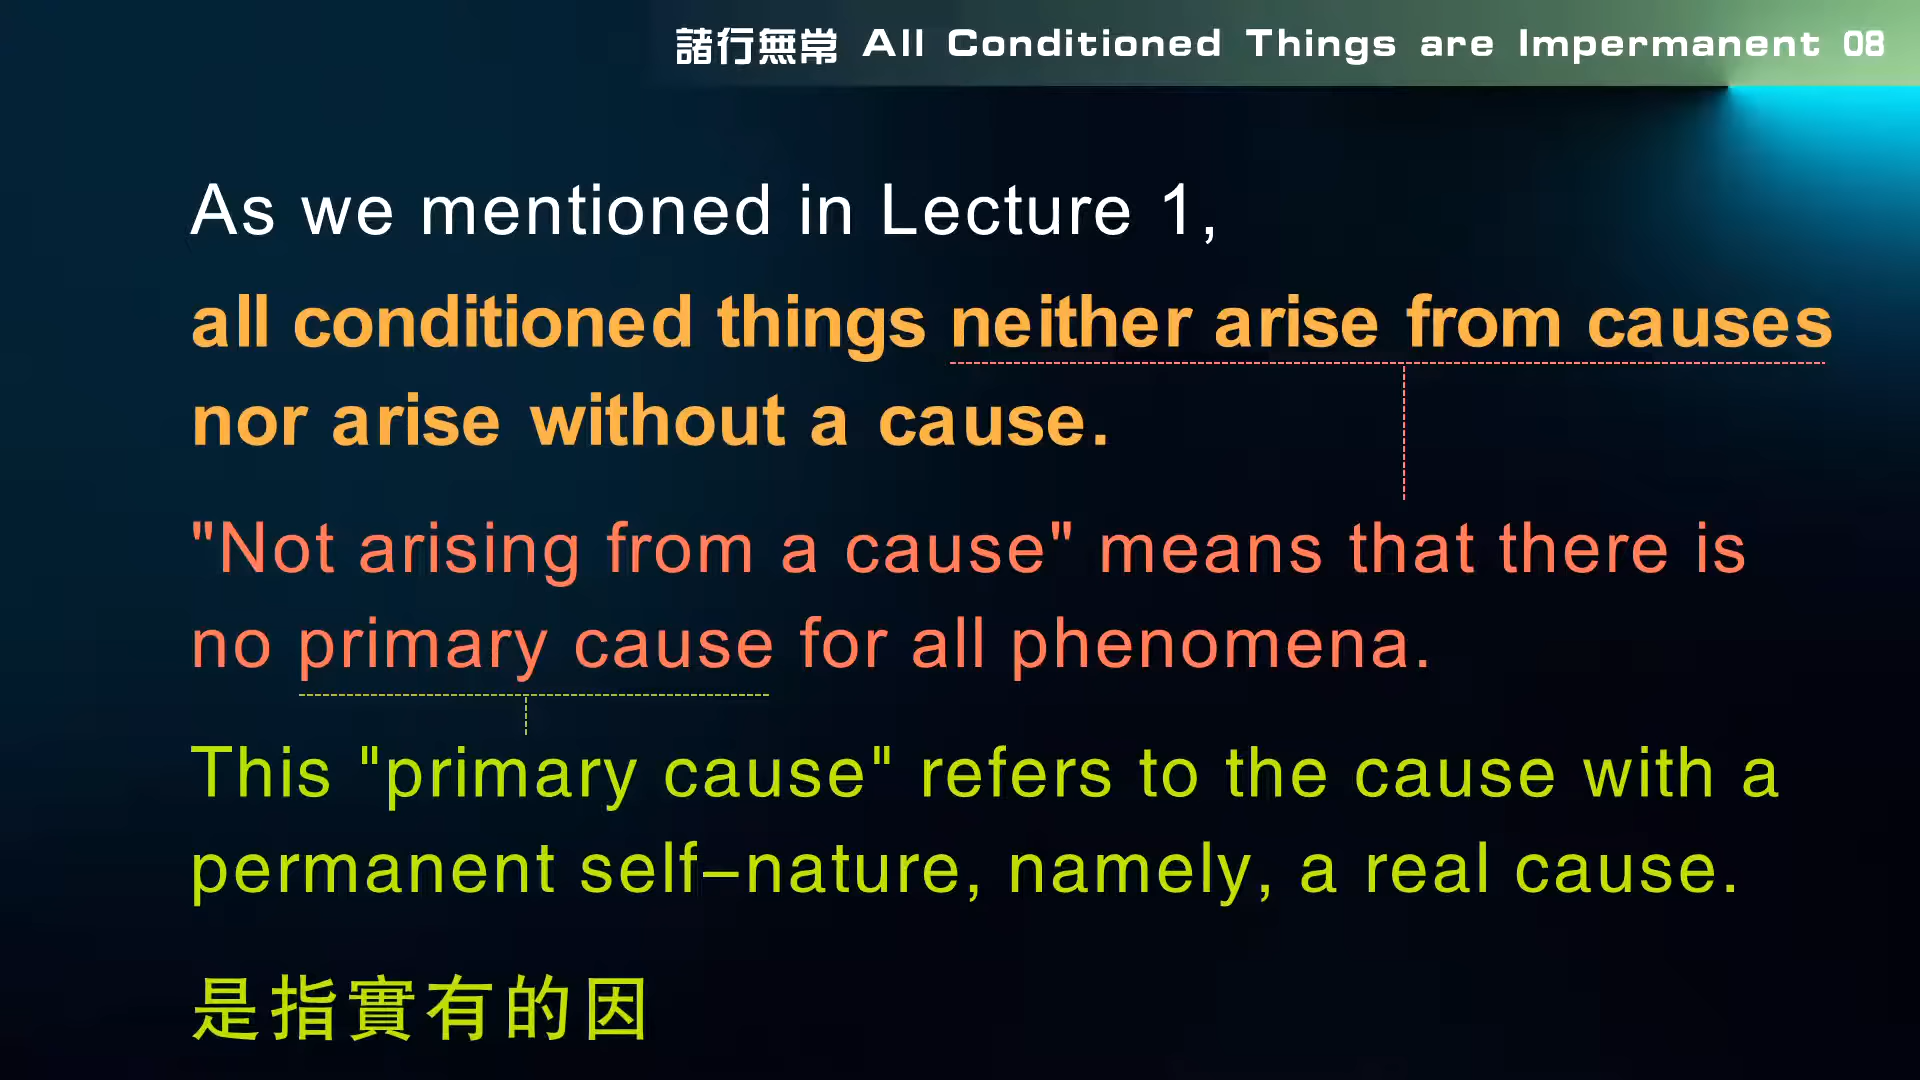 諸行無常 All Conditioned Things are Impermanent 08
As we mentioned in Lecture 1,
all conditioned things neither arise from causes
nor arise without a cause.
"Not arising from a cause" means that there is
no primary cause for all phenomena.
This "primary cause" refers to the cause with a
permanent self–nature, namely, a real cause.
是指實有的因